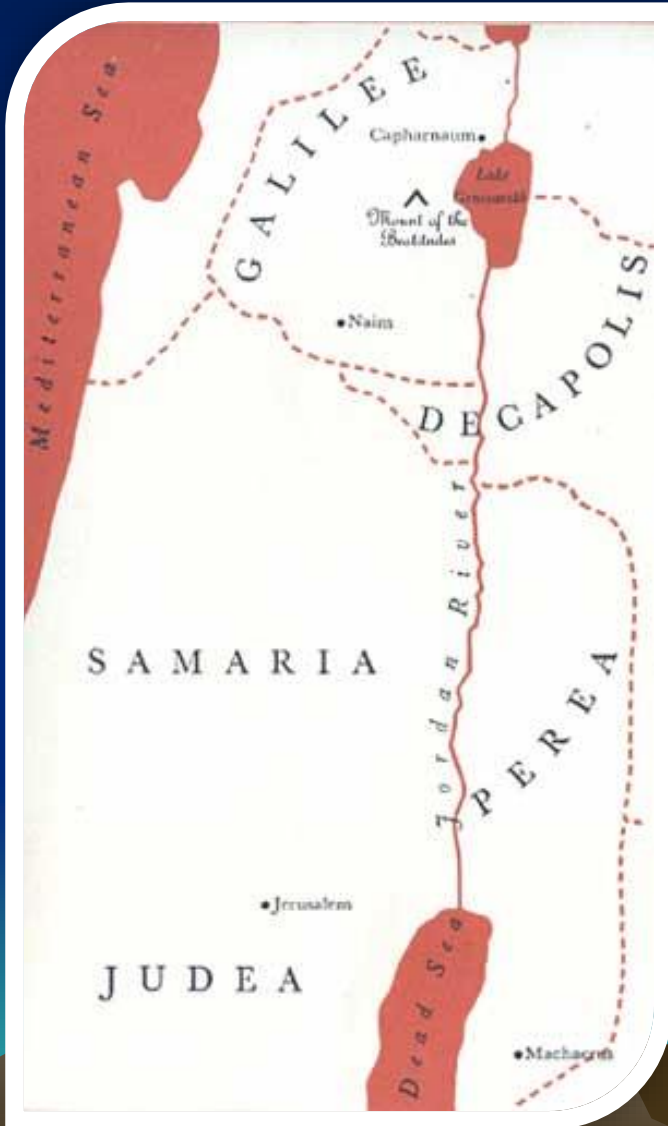 Mediterranean Sea
GALILEE
Capharnaum
Lake
Mount of the
Beatitudes
Naim
DECAPOLIS
Jordan River
SAMARIA
PEREA
Jerusalem
JUDEA
Dead Sea